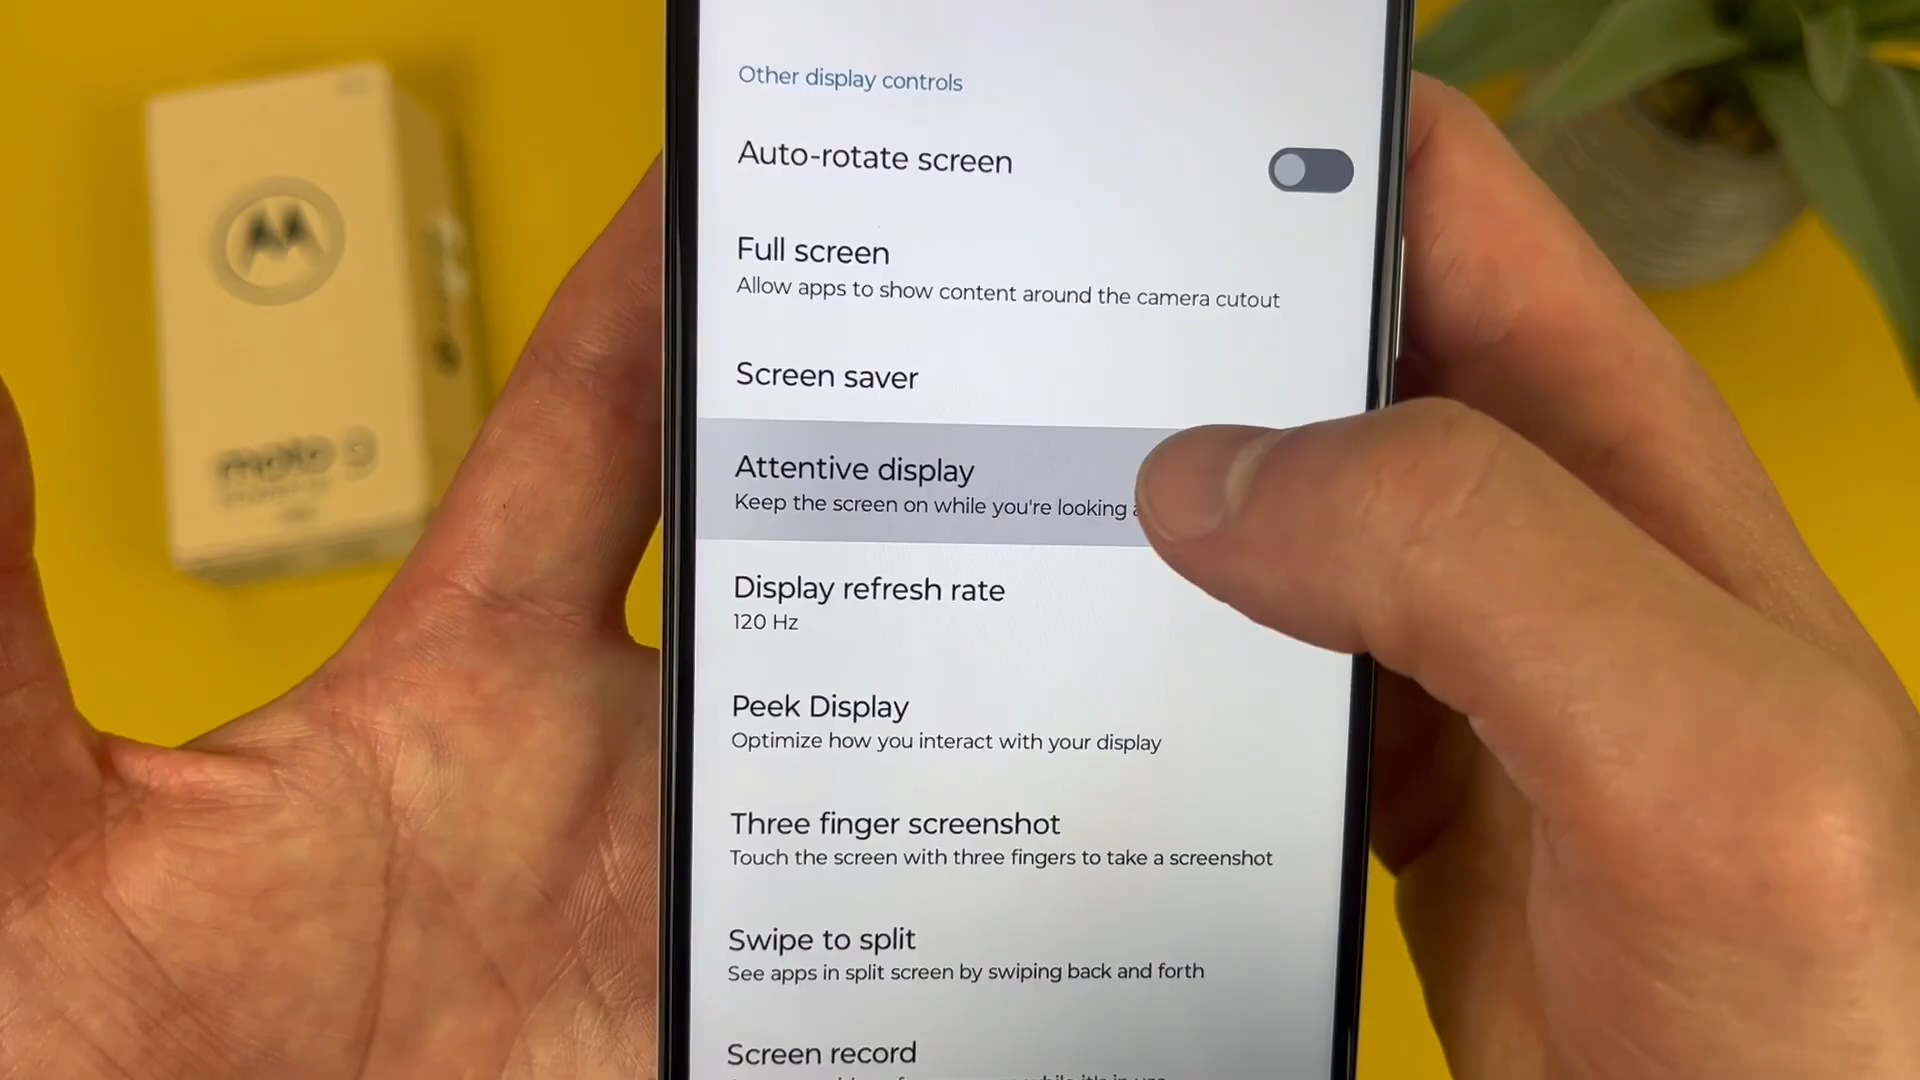 Other display controls
Auto-rotate screen
Full screen
Allow apps to show content around the camera cutout
Screen saver
Attentive display
Keep the screen on while you're looking
Display refresh rate
120 Hz
Peek Display
Optimize how you interact with your display
Three finger screenshot
Touch the screen with three fingers to take a screenshot
Swipe to split
See apps in split screen by swiping back and forth
Screen record
moto g